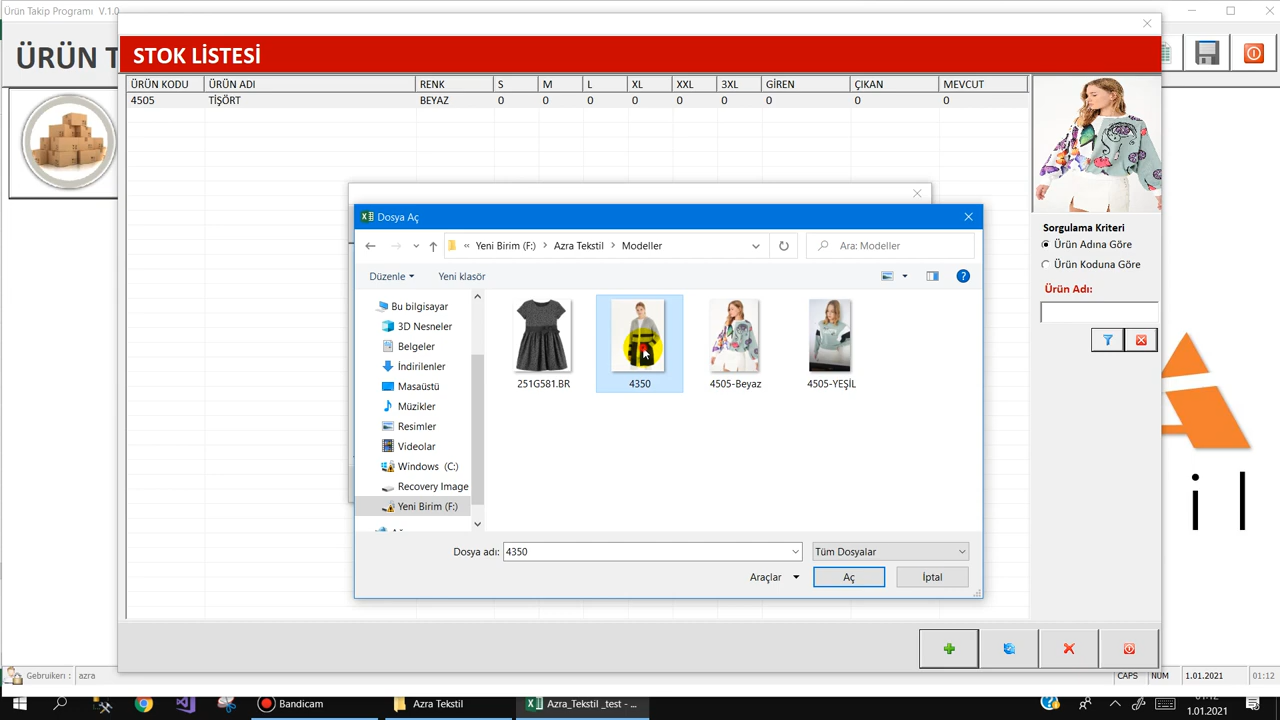 Ürün Takip Programı V.1.0
ÜRÜN T
STOK LİSTESİ
ÜRÜN KODU ÜRÜN ADI RENK S M L XL XXL 3XL GİREN ÇIKAN MEVCUT
4505 TİŞÖRT BEYAZ 0 0 0 0 0 0 0 0 0
Sorgulama Kriteri
Ürün Adına Göre
Ürün Koduna Göre
Ürün Adı:
Dosya Aç
« Yeni Birim (F:) > Azra Tekstil > Modeller
Ara: Modeller
Düzenle Yeni klasör
Bu bilgisayar
3D Nesneler
Belgeler
İndirilenler
Masaüstü
Müzikler
Resimler
Videolar
Windows (C:)
Recovery Image
Yeni Birim (F:)
251G581.BR 4350 4505-Beyaz 4505-YEŞİL
Dosya adı: 4350 Tüm Dosyalar
Araçlar Aç İptal
i l
Gebruikerı : azra CAPS NUM 1.01.2021 01:12
Bandicam Azra Tekstil Azra_Tekstil _test - ... 01:12
1.01.2021